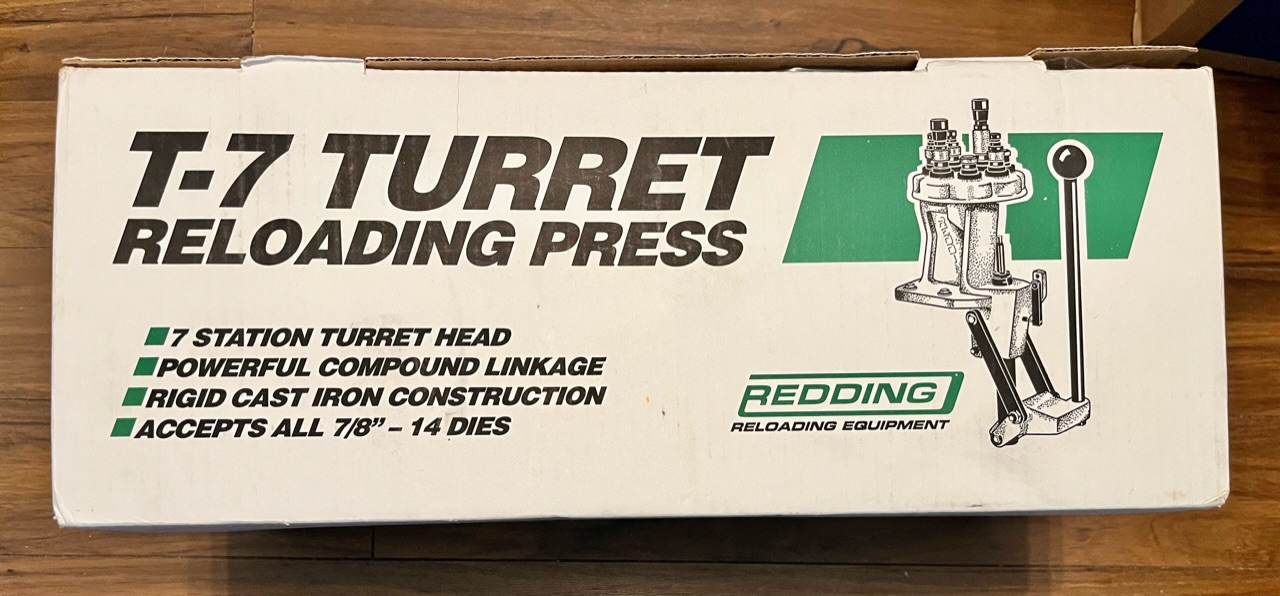 T-7 TURRET
RELOADING PRESS
7 STATION TURRET HEAD
POWERFUL COMPOUND LINKAGE
RIGID CAST IRON CONSTRUCTION
ACCEPTS ALL 7/8” – 14 DIES
REDDING
RELOADING EQUIPMENT